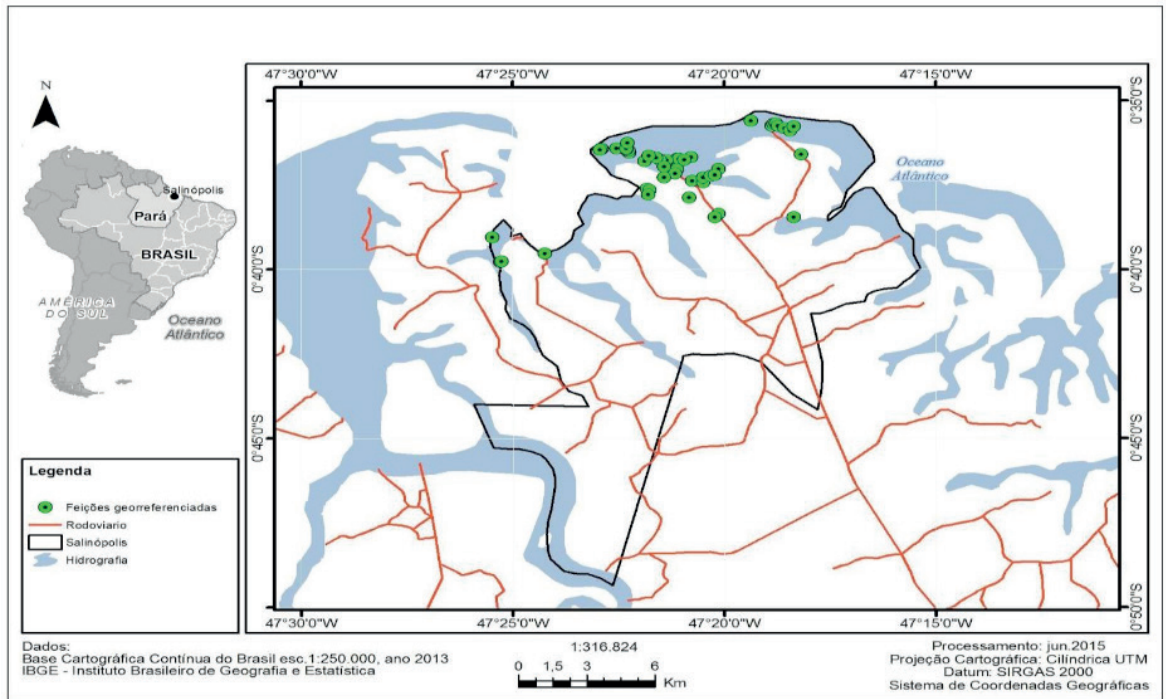 N
Salinópolis
Pará
BRASIL
AMÉRICA
DO SUL
Oceano
Atlântico
47°30'0"W
47°25'0"W
47°20'0"W
47°15'0"W
0°35'0"S
0°35'0"S
Oceano
Atlântico
0°40'0"S
0°40'0"S
0°45'0"S
0°45'0"S
0°50'0"S
0°50'0"S
47°30'0"W
47°25'0"W
47°20'0"W
47°15'0"W
Legenda
Feições georreferenciadas
Rodoviario
Salinópolis
Hidrografia
Dados:
Base Cartográfica Contínua do Brasil esc.1:250.000, ano 2013
IBGE - Instituto Brasileiro de Geografia e Estatística
1:316.824
0 1,5 3 6
Km
Processamento: jun.2015
Projeção Cartográfica: Cilíndrica UTM
Datum: SIRGAS 2000
Sistema de Coordenadas Geográficas